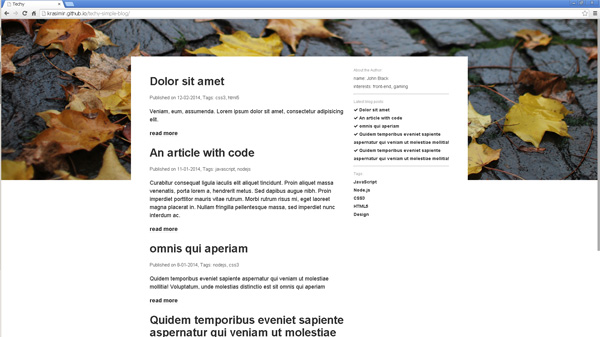 Techy
krasimir.github.io/techy-simple-blog/
Dolor sit amet
Published on 12-02-2014, Tags: css3, html5
Veniam, eum, assumenda. Lorem ipsum dolor sit amet, consectetur adipisicing
elit.
read more
An article with code
Published on 11-01-2014, Tags: javascript, nodejs
Curabitur consequat ligula iaculis elit aliquet tincidunt. Proin aliquet massa
venenatis, porta lorem a, hendrerit metus. Sed dapibus augue nibh. Proin
imperdiet porttitor mauris vitae rutrum. Morbi rutrum risus mi, eget laoreet
magna placerat in. Nullam fringilla pellentesque massa, sed imperdiet nunc
interdum ac.
read more
omnis qui aperiam
Published on 9-01-2014, Tags: nodejs, css3
Quidem temporibus eveniet sapiente aspernatur qui veniam ut molestiae
mollitia! Voluptatum, unde molestias distinctio est sit omnis qui aperiam
read more
Quidem temporibus eveniet sapiente
aspernatur qui veniam ut molestiae
About the Author
name: John Black
interests: front-end, gaming
Latest blog posts
✓ Dolor sit amet
✓ An article with code
✓ omnis qui aperiam
✓ Quidem temporibus eveniet sapiente
aspernatur qui veniam ut molestiae mollitia!
✓ Quidem temporibus eveniet sapiente
aspernatur qui veniam ut molestiae mollitia!
Tags
JavaScript
Node.js
CSS3
HTML5
Design